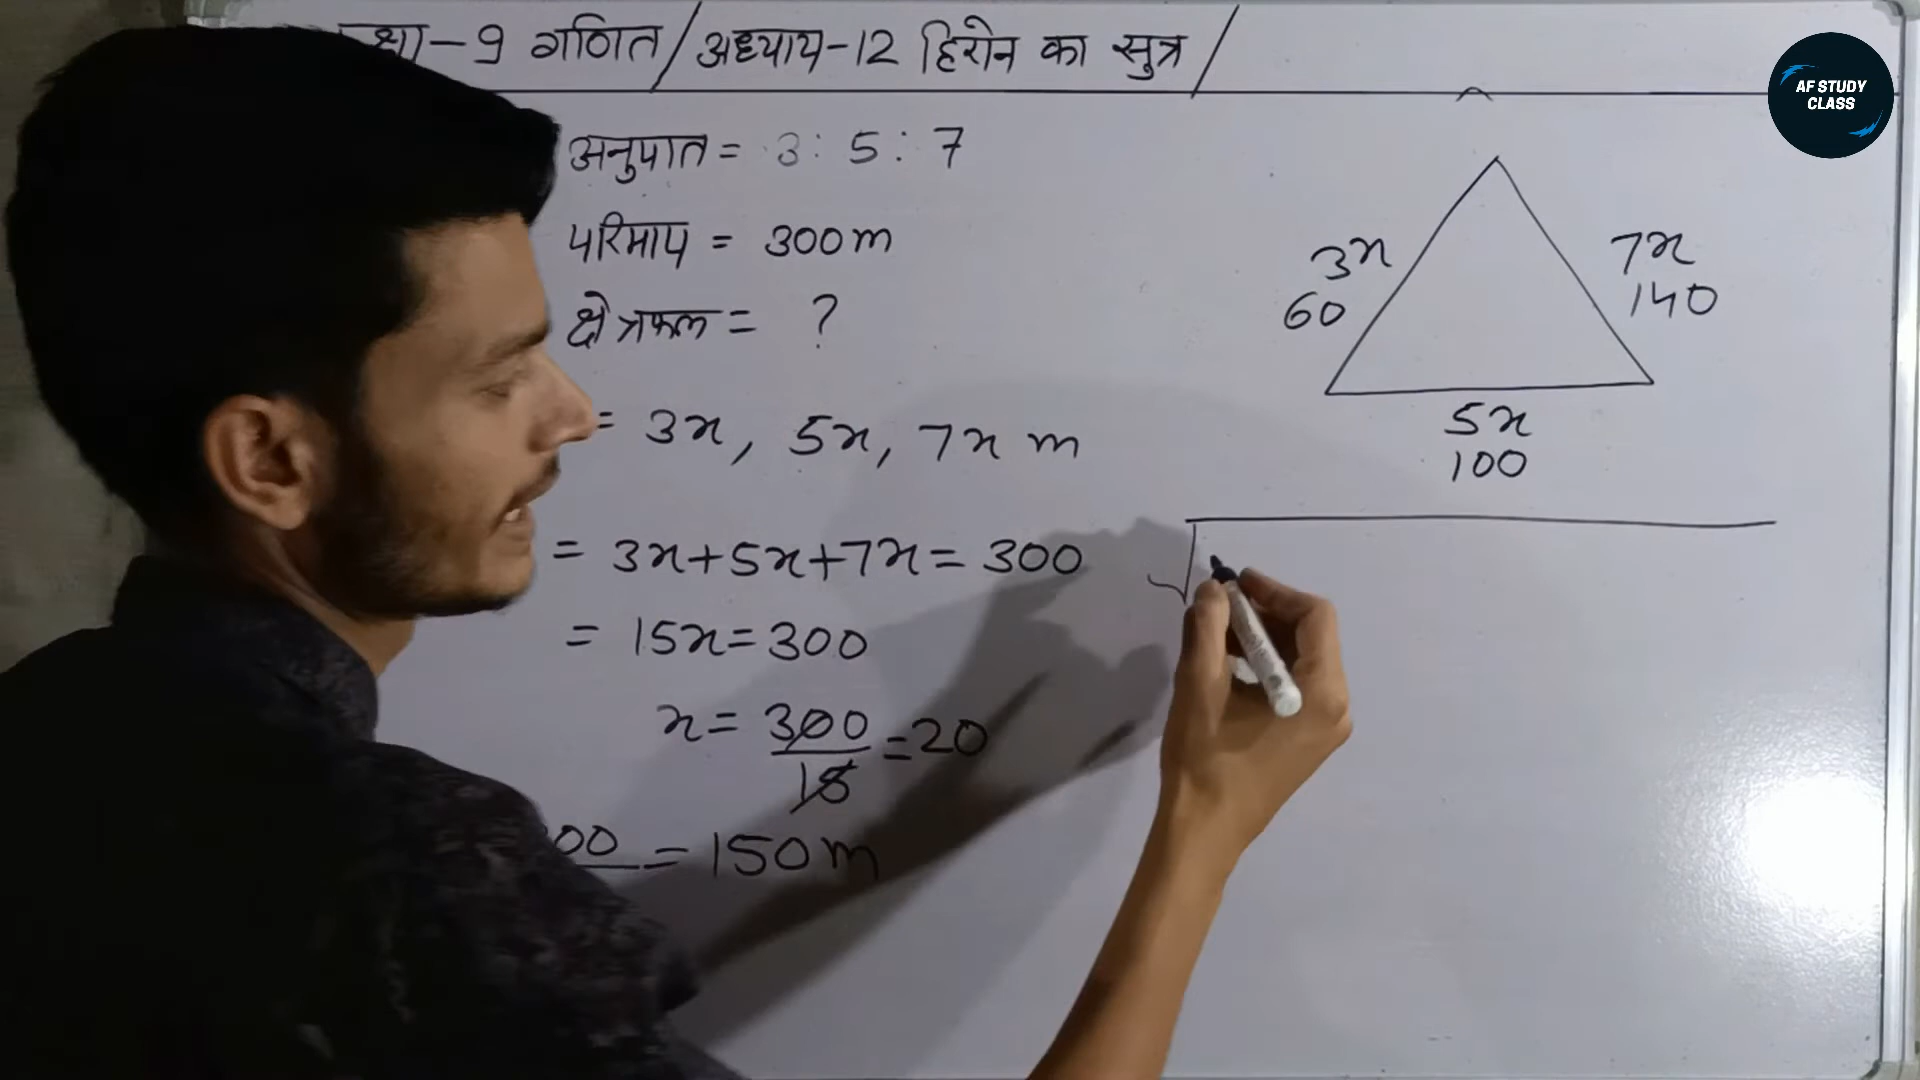 -9 गणित/अध्याय-12 हिरोन का सुत्र/
AF STUDY
CLASS
अनुपात = 3 : 5 : 7
परिमाप = 300m
क्षेत्रफल = ?
= 3x, 5x, 7x m
= 3x+5x+7x=300
= 15x=300
x= 300/15 =20
00 = 150m
3x
60
7x
140
5x
100
√